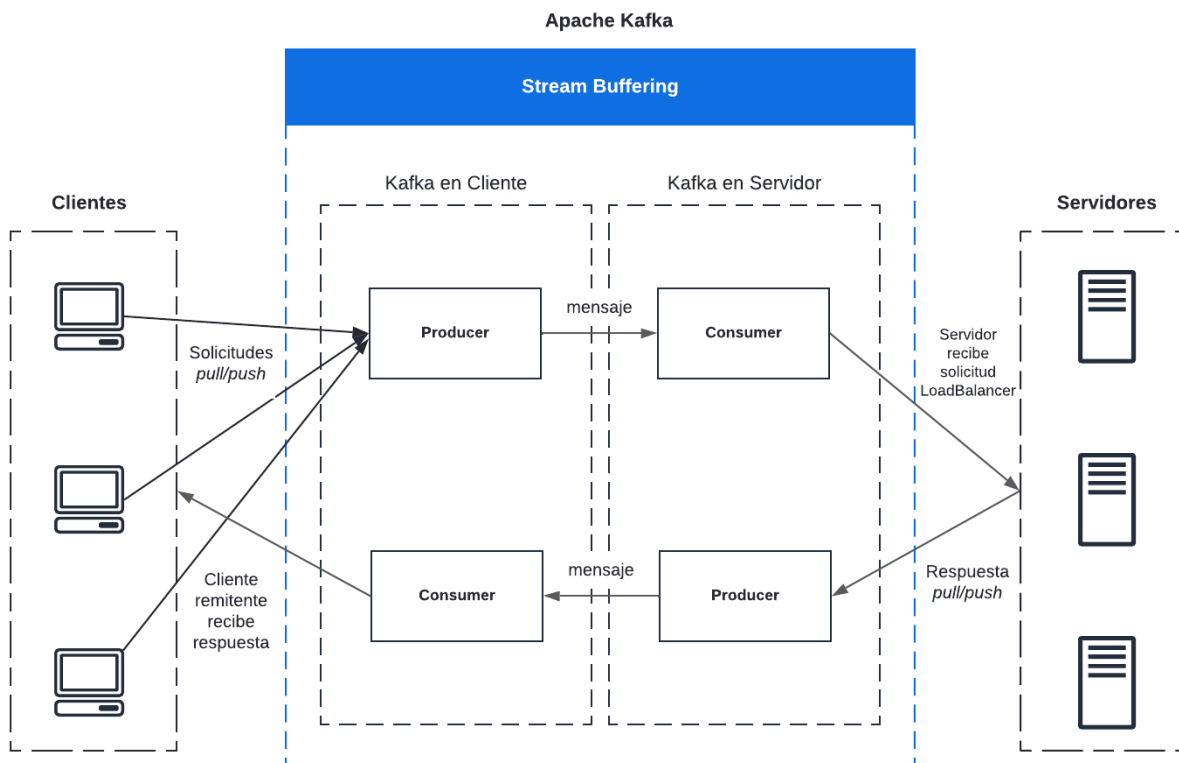 Apache Kafka
Stream Buffering
Kafka en Cliente
Kafka en Servidor
Clientes
Servidores
Solicitudes
pull/push
Producer
mensaje
Consumer
Servidor
recibe
solicitud
LoadBalancer
Cliente
remitente
recibe
respuesta
Consumer
mensaje
Producer
Respuesta
pull/push